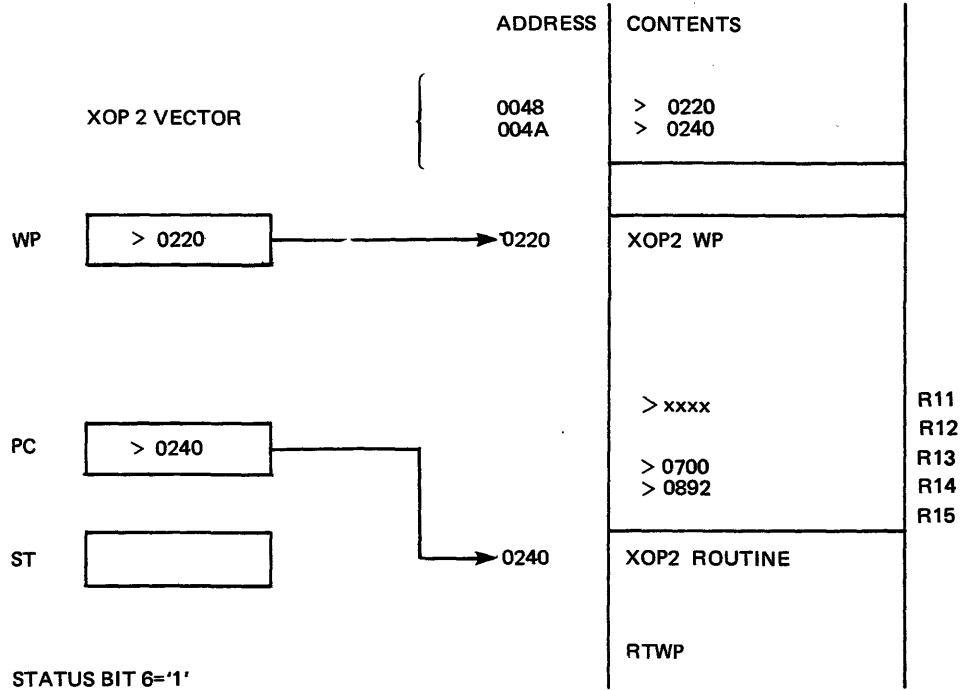 ADDRESS CONTENTS
XOP 2 VECTOR
0048 > 0220
004A > 0240
WP > 0220 0220 XOP2 WP
> xxxx R11
R12
PC > 0240
> 0700 R13
> 0892 R14
R15
ST 0240 XOP2 ROUTINE
RTWP
STATUS BIT 6='1'